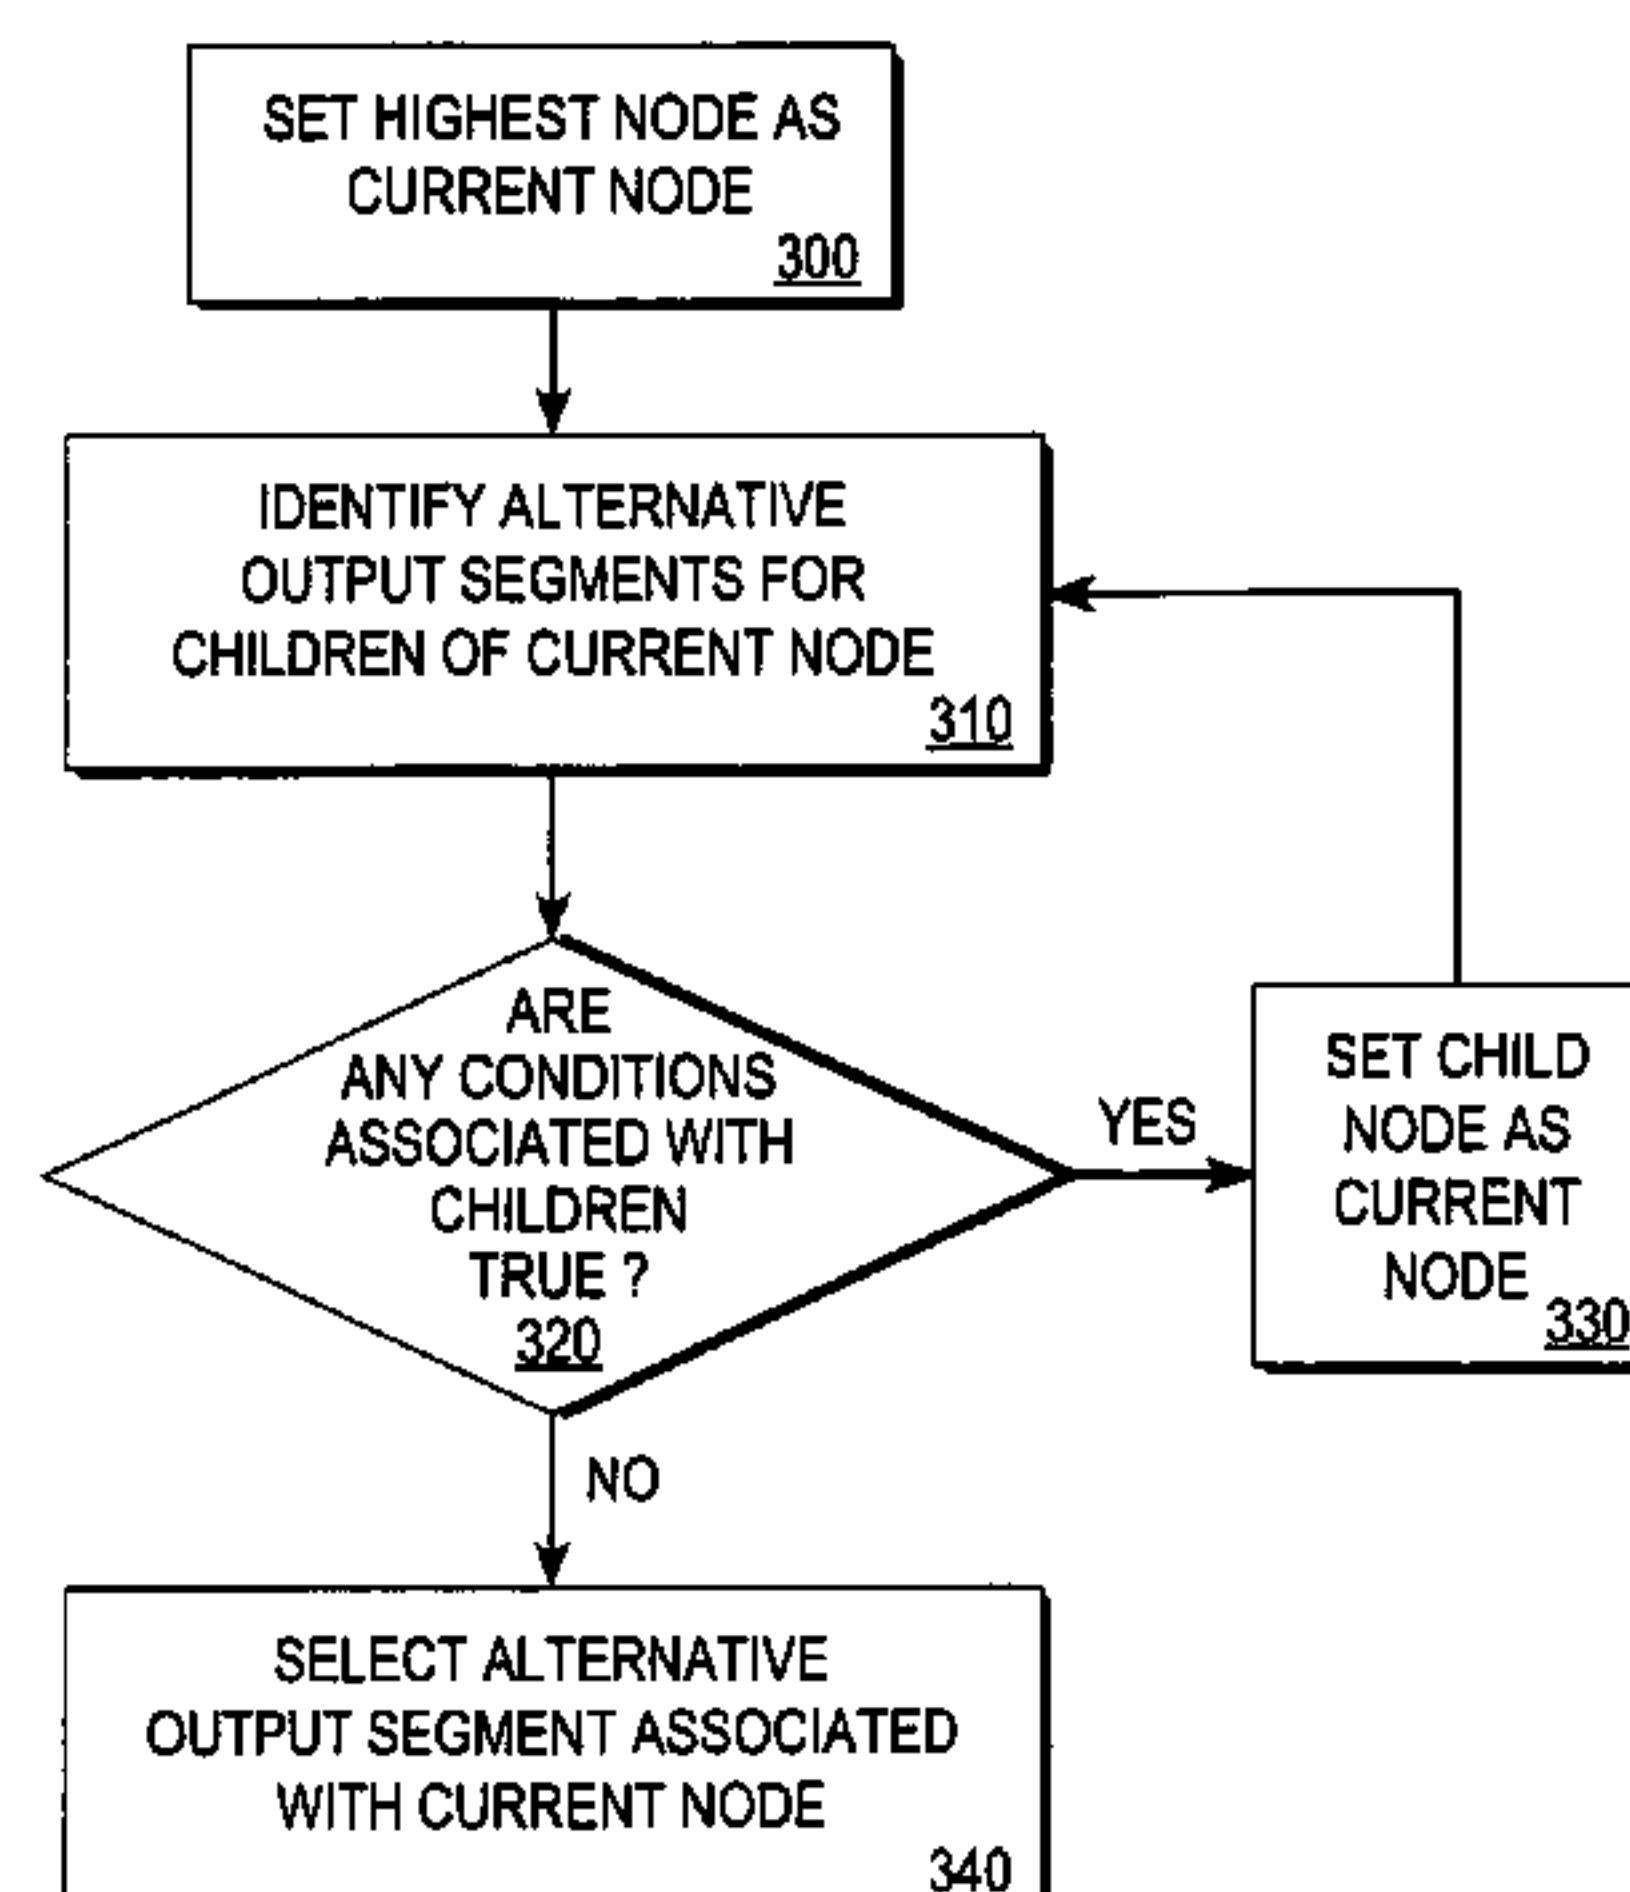 SET HIGHEST NODE AS
CURRENT NODE
300
IDENTIFY ALTERNATIVE
OUTPUT SEGMENTS FOR
CHILDREN OF CURRENT NODE
310
ARE
ANY CONDITIONS
ASSOCIATED WITH
CHILDREN
TRUE ?
320
YES
SET CHILD
NODE AS
CURRENT
NODE
330
NO
SELECT ALTERNATIVE
OUTPUT SEGMENT ASSOCIATED
WITH CURRENT NODE
340